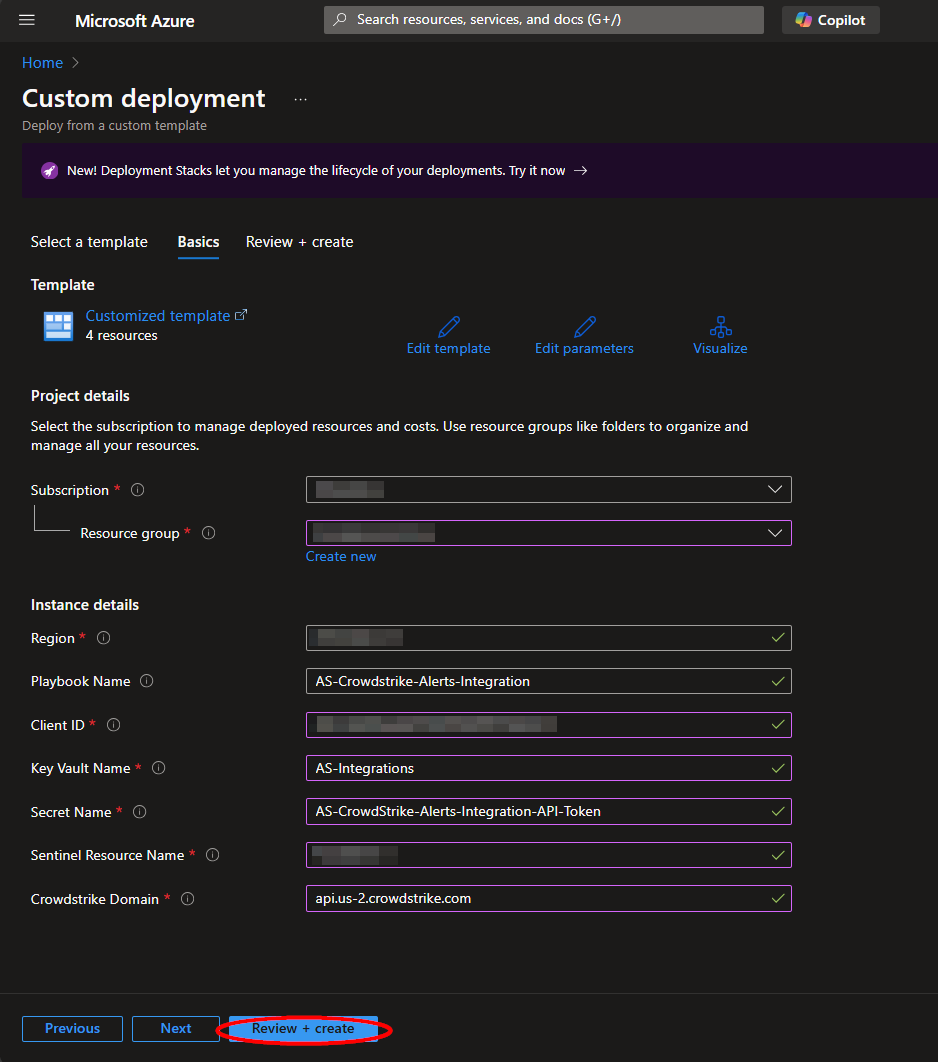 Microsoft Azure
Search resources, services, and docs (G+/)
Copilot
Home
Custom deployment ...
Deploy from a custom template
New! Deployment Stacks let you manage the lifecycle of your deployments. Try it now →
Select a template Basics Review + create
Template
Customized template
4 resources
Edit template Edit parameters Visualize
Project details
Select the subscription to manage deployed resources and costs. Use resource groups like folders to organize and
manage all your resources.
Subscription *
Resource group *
Create new
Instance details
Region *
Playbook Name AS-Crowdstrike-Alerts-Integration
Client ID *
Key Vault Name * AS-Integrations
Secret Name * AS-CrowdStrike-Alerts-Integration-API-Token
Sentinel Resource Name *
Crowdstrike Domain * api.us-2.crowdstrike.com
Previous Next Review + create